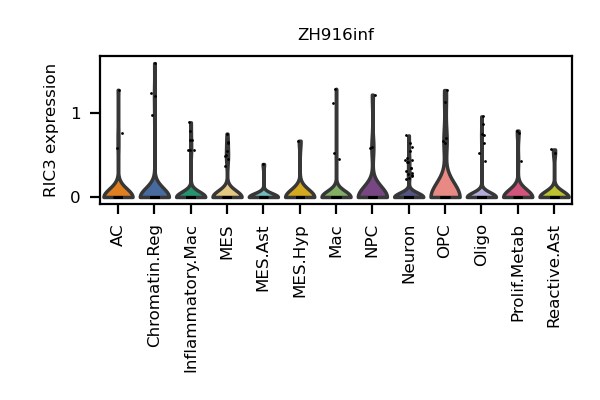 ZH916inf
RIC3 expression
1
0
AC
Chromatin.Reg
Inflammatory.Mac
MES
MES.Ast
MES.Hyp
Mac
NPC
Neuron
OPC
Oligo
Prolif.Metab
Reactive.Ast